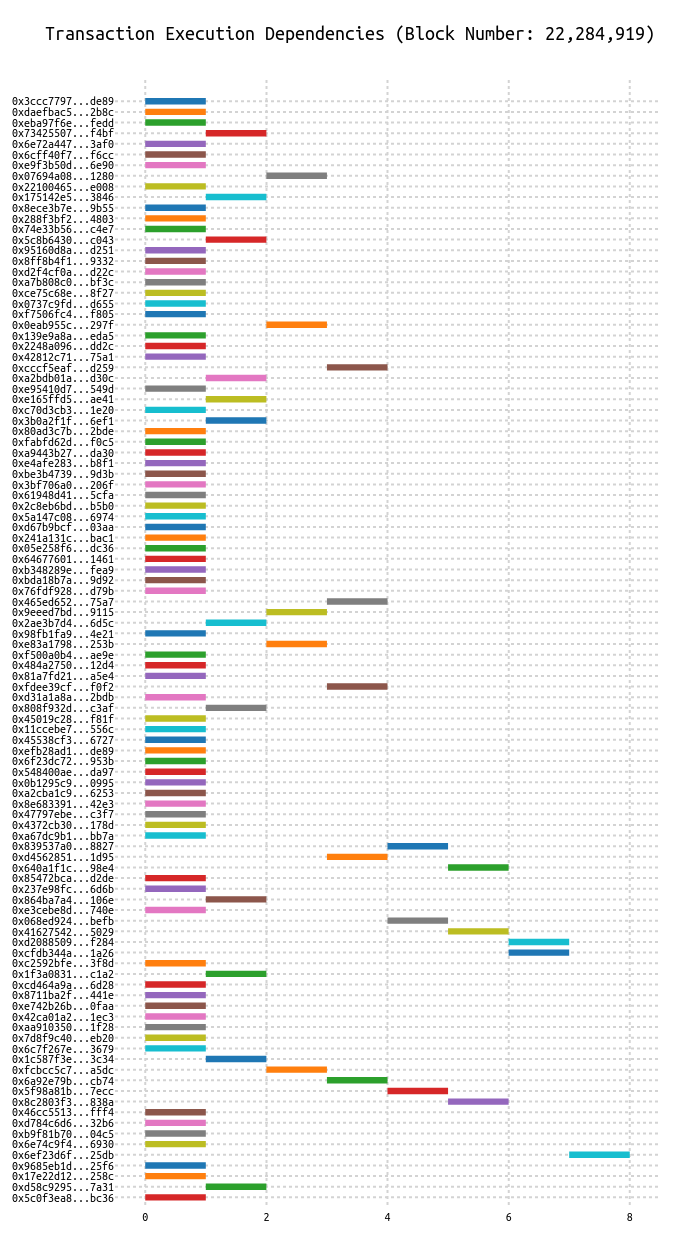 Transaction Execution Dependencies (Block Number: 22,284,919)
0x3ccc7797...de89
0xdaefbac5...2b8c
0xeba97f6e...fedd
0x73425507...f4bf
0x6e72a447...3af0
0x6cff40f7...f6cc
0xe9f3b50d...6e90
0x07694a08...1280
0x22100465...e008
0x175142e5...3846
0x8ece3b7e...9b55
0x288f3bf2...4803
0x74e33b56...c4e7
0x5c8b6430...c043
0x95160d8a...d251
0x8ff8b4f1...9332
0xd2f4cf0a...d22c
0xa7b808c0...bf3c
0xce75c68e...8f27
0x0737c9fd...d655
0xf7506fc4...f805
0x0eab955c...297f
0x139e9a8a...eda5
0x2248a096...dd2c
0x42812c71...75a1
0xcccf5eaf...d259
0xa2bdb01a...d30c
0xe95410d7...549d
0xe165ffd5...ae41
0xc70d3cb3...1e20
0x3b0a2f1f...6ef1
0x80ad3c7b...2bde
0xfabfd62d...f0c5
0xa9443b27...da30
0xe4afe283...b8f1
0xbe3b4739...9d3b
0x3bf706a0...206f
0x61948d41...5cfa
0x2c8eb6bd...b5b0
0x5a147c08...6974
0xd67b9bcf...03aa
0x241a131c...bac1
0x05e258f6...dc36
0x64677601...1461
0xb348289e...fea9
0xbda18b7a...9d92
0x76fdf928...d79b
0x465ed652...75a7
0x9eeed7bd...9115
0x2ae3b7d4...6d5c
0x98fb1fa9...4e21
0xe83a1798...253b
0xf500a0b4...ae9e
0x484a2750...12d4
0x81a7fd21...a5e4
0xfdee39cf...f0f2
0xd31a1a8a...2bdb
0x808f932d...c3af
0x45019c28...f81f
0x11ccebe7...556c
0x45538cf3...6727
0xefb28ad1...de89
0x6f23dc72...953b
0x548400ae...da97
0x0b1295c9...0995
0xa2cba1c9...6253
0x8e683391...42e3
0x47797ebe...c3f7
0x4372cb30...178d
0xa67dc9b1...bb7a
0x839537a0...8827
0xd4562851...1d95
0x640a1f1c...98e4
0x85472bca...d2de
0x237e98fc...6d6b
0x864ba7a4...106e
0xe3cebe8d...740e
0x068ed924...befb
0x41627542...5029
0xd2088509...f284
0xcfdb344a...1a26
0xc2592bfe...3f8d
0x1f3a0831...c1a2
0xcd464a9a...6d28
0x8711ba2f...441e
0xe742b26b...0faa
0x42ca01a2...1ec3
0xaa910350...1f28
0x7d8f9c40...eb20
0x6c7f267e...3679
0x1c587f3e...3c34
0xfcbcc5c7...a5dc
0x6a92e79b...cb74
0x5f98a81b...7ecc
0x8c2803f3...838a
0x46cc5513...fff4
0xd784c6d6...32b6
0xb9f81b70...04c5
0x6e74c9f4...6930
0x6ef23d6f...25db
0x9685eb1d...25f6
0x17e22d12...258c
0xd58c9295...7a31
0x5c0f3ea8...bc36
0 2 4 6 8